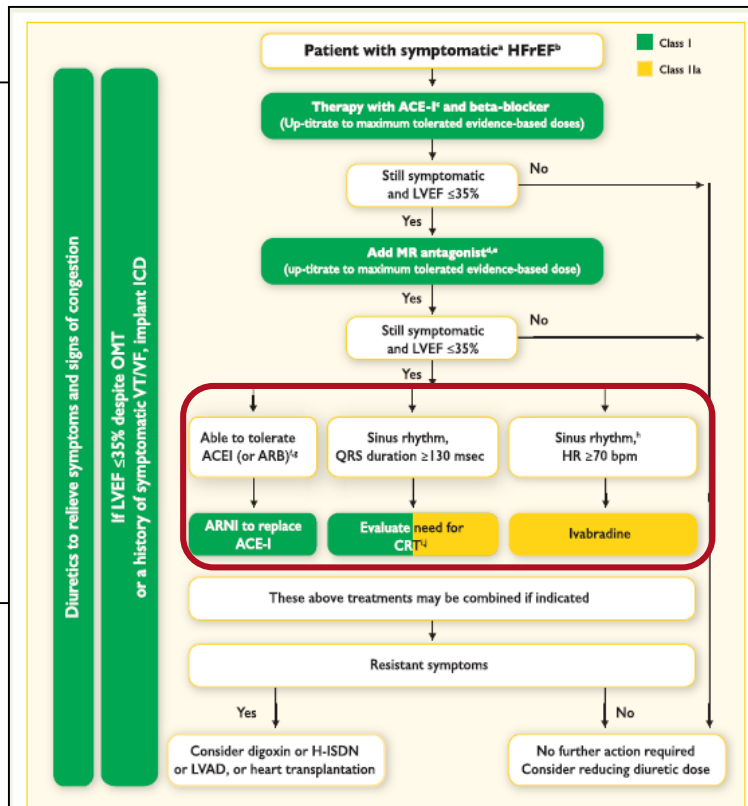 Patient with symptomaticᵃ HFrEFᵇ
Class I
Class IIa
Therapy with ACE-Iᶜ and beta-blocker
(Up-titrate to maximum tolerated evidence-based doses)
Still symptomatic
and LVEF ≤35%
No
Yes
Add MR antagonistᵈ,ᵉ
(up-titrate to maximum tolerated evidence-based dose)
Yes
Still symptomatic
and LVEF ≤35%
No
Yes
Able to tolerate
ACEI (or ARB)ᶠ,ᵍ
Sinus rhythm,
QRS duration ≥130 msec
Sinus rhythm,ʰ
HR ≥70 bpm
ARNI to replace
ACE-I
Evaluate need for
CRTⁱ,ʲ
Ivabradine
These above treatments may be combined if indicated
Resistant symptoms
Yes
No
Consider digoxin or H-ISDN
or LVAD, or heart transplantation
No further action required
Consider reducing diuretic dose
Diuretics to relieve symptoms and signs of congestion
If LVEF ≤35% despite OMT
or a history of symptomatic VT/VF, implant ICD